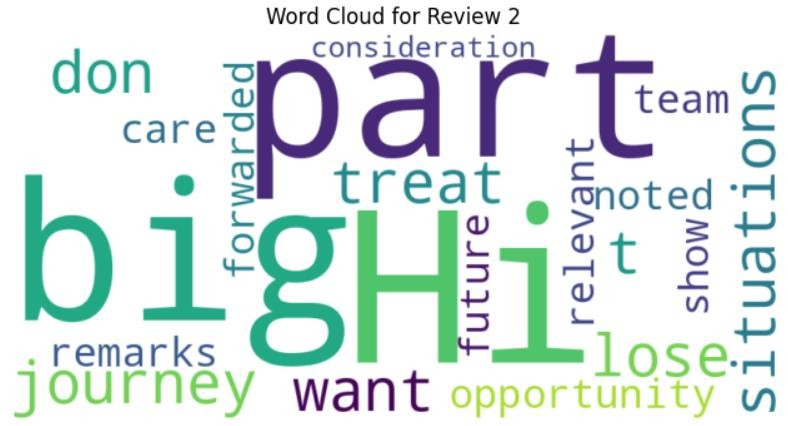 Word Cloud for Review 2
consideration
don
part
team
care
forwarded
situations
treat
relevant
noted
big
Hi
future
t
show
remarks
lose
journey
want
opportunity